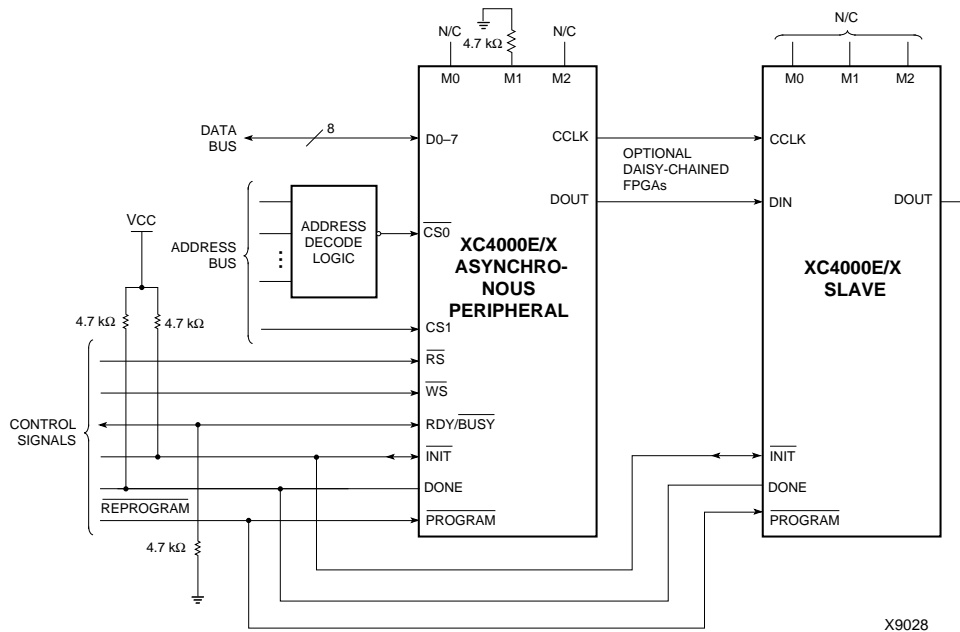 N/C
4.7 kΩ
N/C
N/C
M0
M1
M2
M0
M1
M2
DATA
BUS
8
D0–7
CCLK
OPTIONAL
DAISY-CHAINED
FPGAs
CCLK
DOUT
DIN
DOUT
VCC
ADDRESS
BUS
ADDRESS
DECODE
LOGIC
CS0
XC4000E/X
ASYNCHRO-
NOUS
PERIPHERAL
XC4000E/X
SLAVE
4.7 kΩ
4.7 kΩ
CS1
RS
WS
CONTROL
SIGNALS
RDY/BUSY
INIT
INIT
DONE
DONE
REPROGRAM
PROGRAM
PROGRAM
4.7 kΩ
X9028